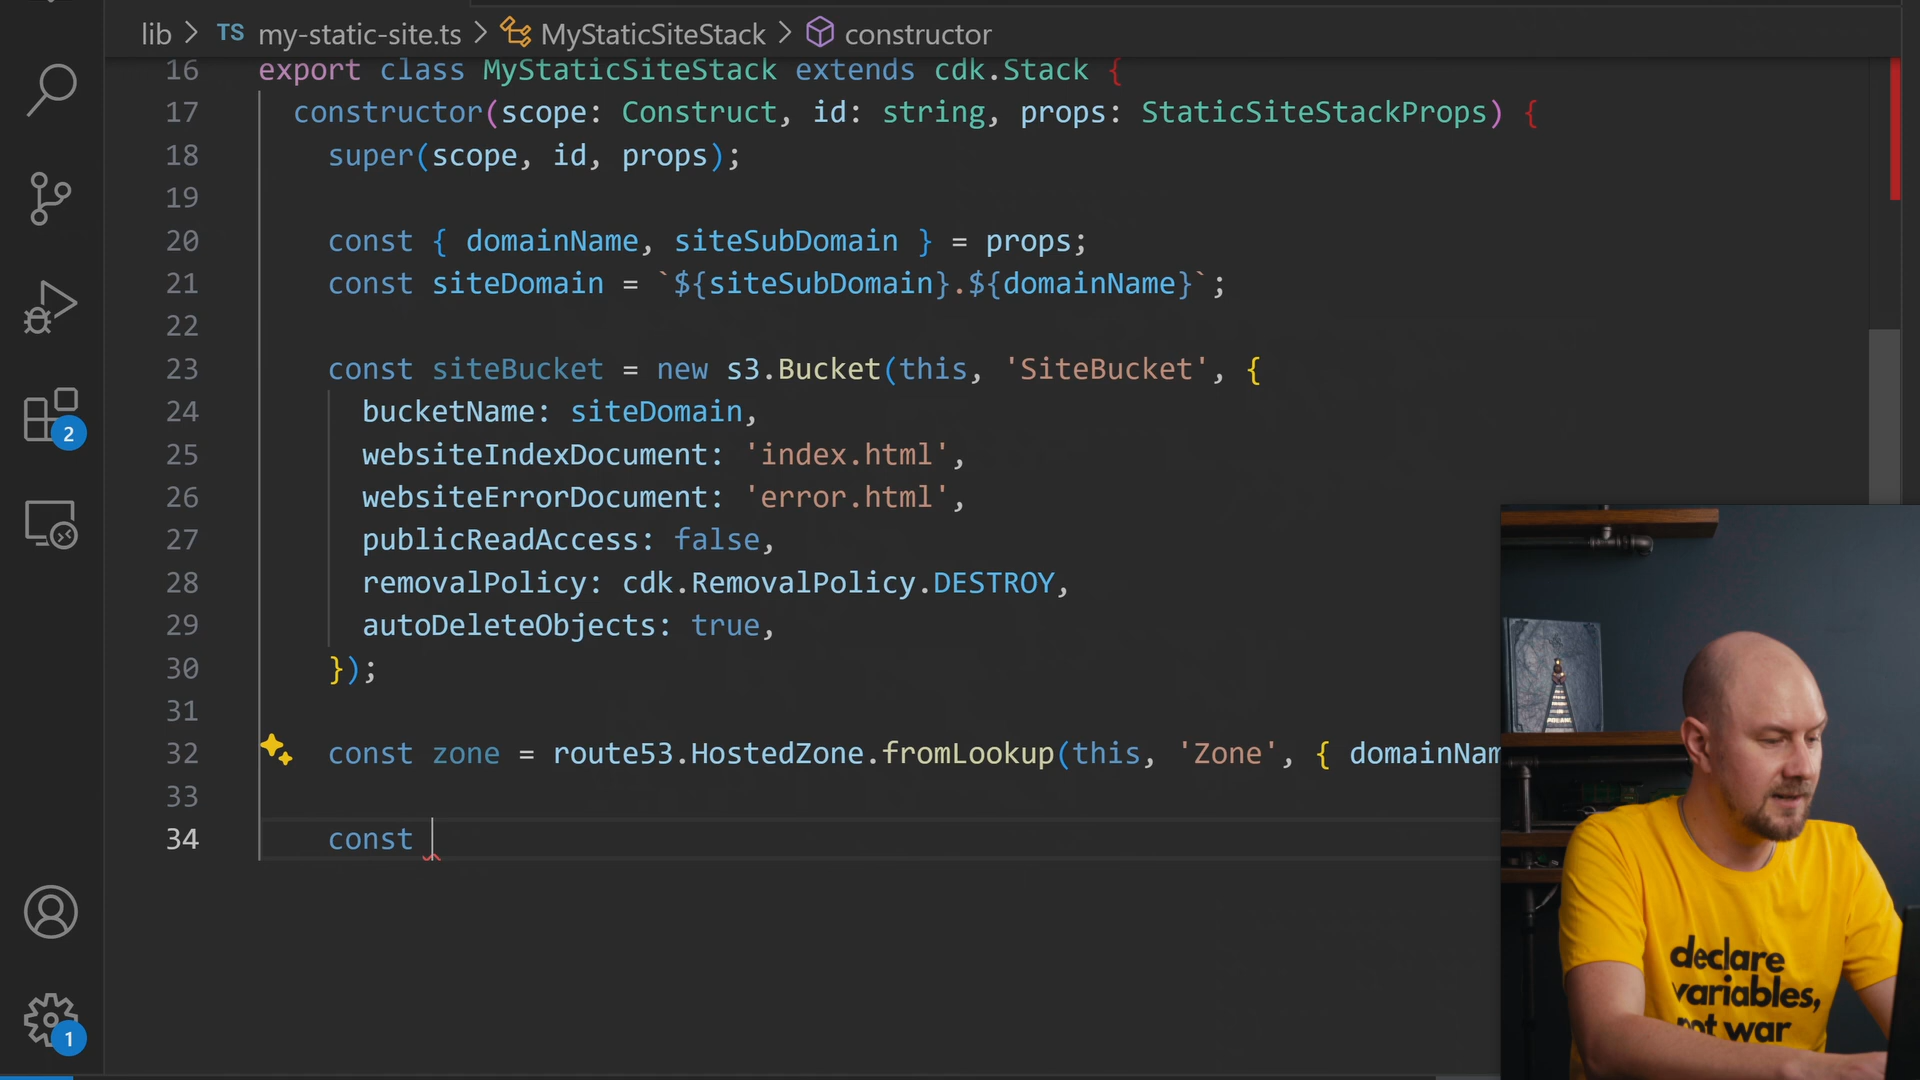 lib > TS my-static-site.ts > MyStaticSiteStack > constructor
16 export class MyStaticSiteStack extends cdk.Stack {
17 constructor(scope: Construct, id: string, props: StaticSiteStackProps) {
18 super(scope, id, props);
19
20 const { domainName, siteSubDomain } = props;
21 const siteDomain = `${siteSubDomain}.${domainName}`;
22
23 const siteBucket = new s3.Bucket(this, 'SiteBucket', {
24 bucketName: siteDomain,
25 websiteIndexDocument: 'index.html',
26 websiteErrorDocument: 'error.html',
27 publicReadAccess: false,
28 removalPolicy: cdk.RemovalPolicy.DESTROY,
29 autoDeleteObjects: true,
30 });
31
32 const zone = route53.HostedZone.fromLookup(this, 'Zone', { domainNam
33
34 const
2
1
declare
variables,
not war